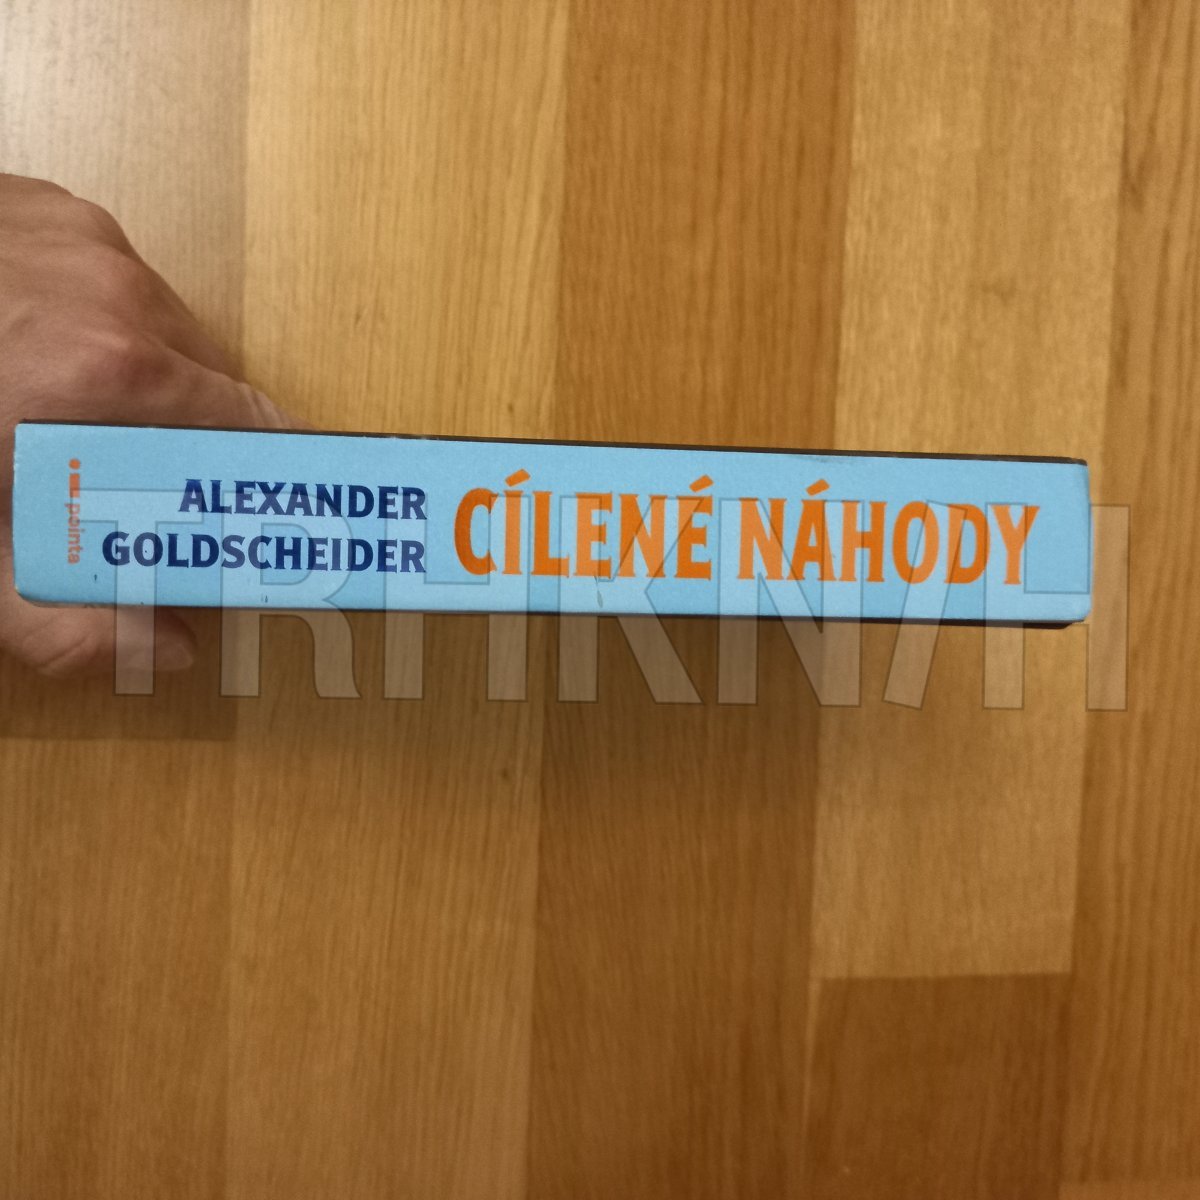 pointa
ALEXANDER
GOLDSCHEIDER
CÍLENÉ NÁHODY
TRHKNIH